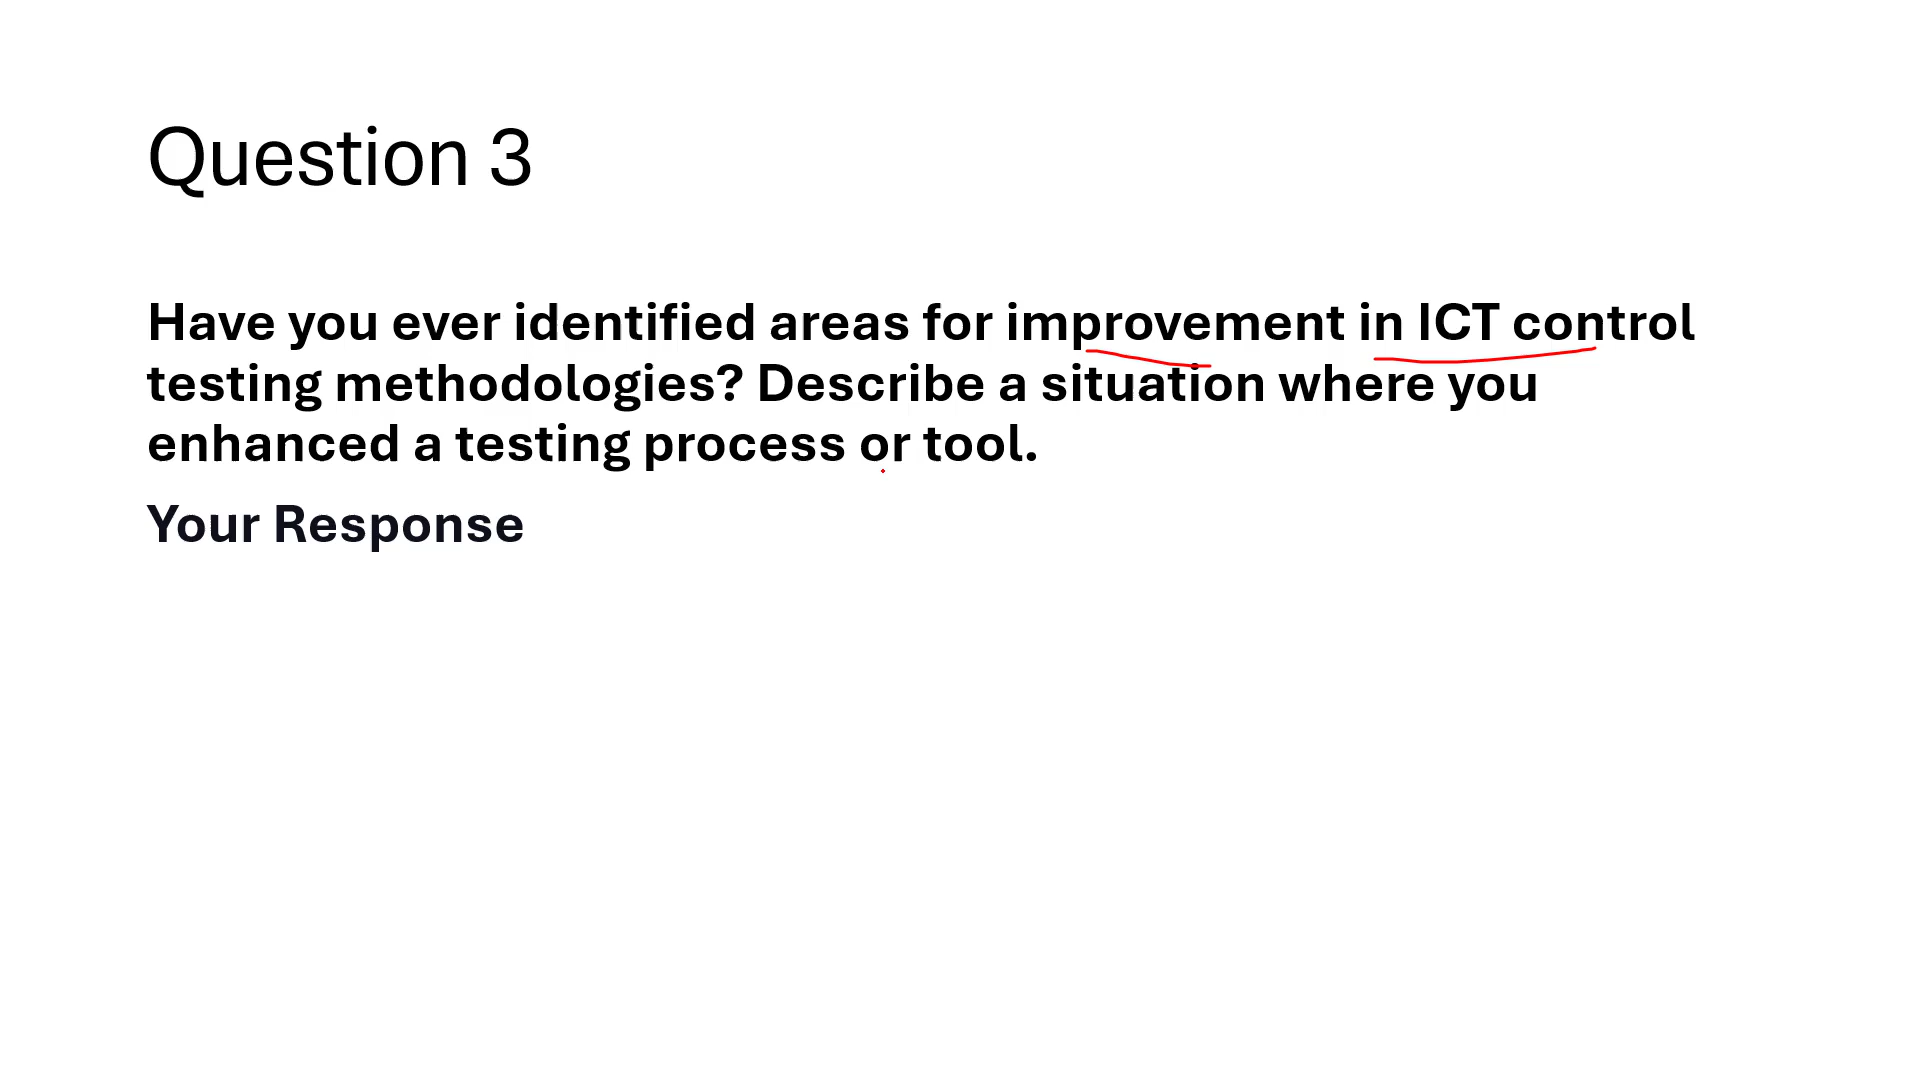 Question 3
Have you ever identified areas for improvement in ICT control
testing methodologies? Describe a situation where you
enhanced a testing process or tool.
Your Response